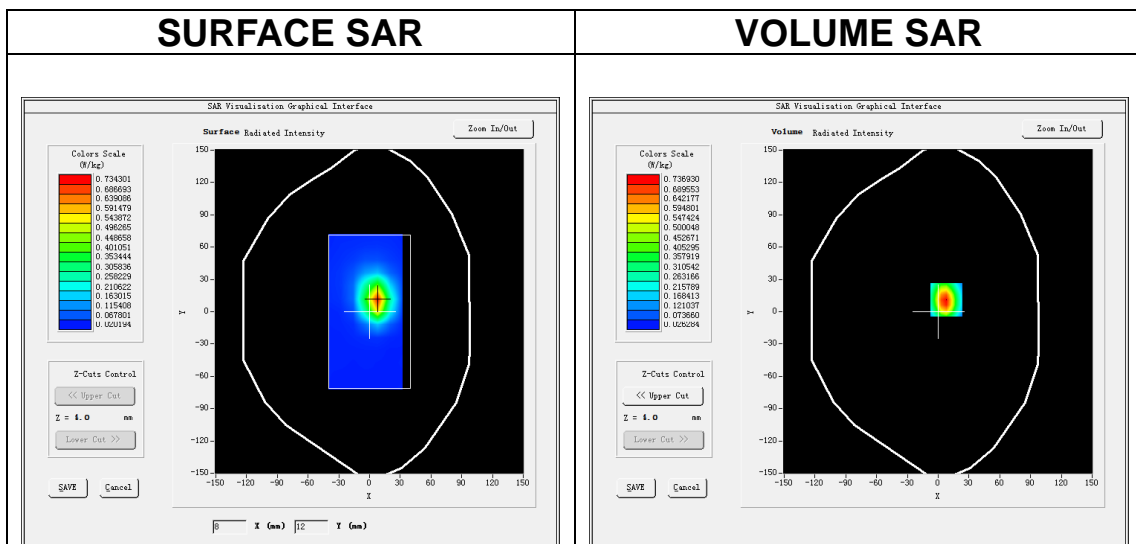 SURFACE SAR
VOLUME SAR
SAR Visualisation Graphical Interface
Surface Radiated Intensity
Zoom In/Out
Colors Scale
(W/kg)
0.734301
0.686693
0.639086
0.591479
0.543872
0.496265
0.448658
0.401051
0.353444
0.305836
0.258229
0.210622
0.163015
0.115408
0.067801
0.020194
Z-Cuts Control
<< Upper Cut
Z = 4.0 mm
Lower Cut >>
SAVE
Cancel
150
120
90
60
30
0
-30
-60
-90
-120
-150
Y
-150 -120 -90 -60 -30 0 30 60 90 120 150
X
8 X (mm) 12 Y (mm)
SAR Visualisation Graphical Interface
Volume Radiated Intensity
Zoom In/Out
Colors Scale
(W/kg)
0.736930
0.689553
0.642177
0.594801
0.547424
0.500048
0.452671
0.405295
0.357919
0.310542
0.263166
0.215789
0.168413
0.121037
0.073660
0.026284
Z-Cuts Control
<< Upper Cut
Z = 4.0 mm
Lower Cut >>
SAVE
Cancel
150
120
90
60
30
0
-30
-60
-90
-120
-150
Y
-150 -120 -90 -60 -30 0 30 60 90 120 150
X